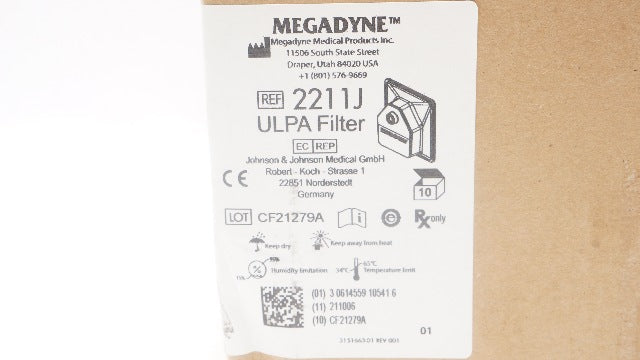 MEGADYNE™
Megadyne Medical Products Inc.
11506 South State Street
Draper, Utah 84020 USA
+1 (801) 576-9669
REF 2211J
ULPA Filter
EC REP
Johnson & Johnson Medical GmbH
Robert - Koch - Strasse 1
22851 Norderstedt
Germany
CE
10
LOT CF21279A
Rx only
Keep dry
Keep away from heat
Humidity limitation
Temperature limit
(01) 3 0614559 10541 6
(11) 211006
(10) CF21279A
01